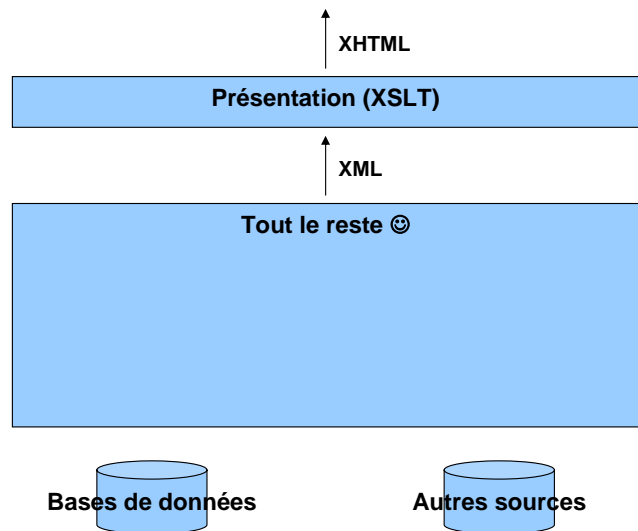 XHTML
Présentation (XSLT)
XML
Tout le reste ☺
Bases de données
Autres sources